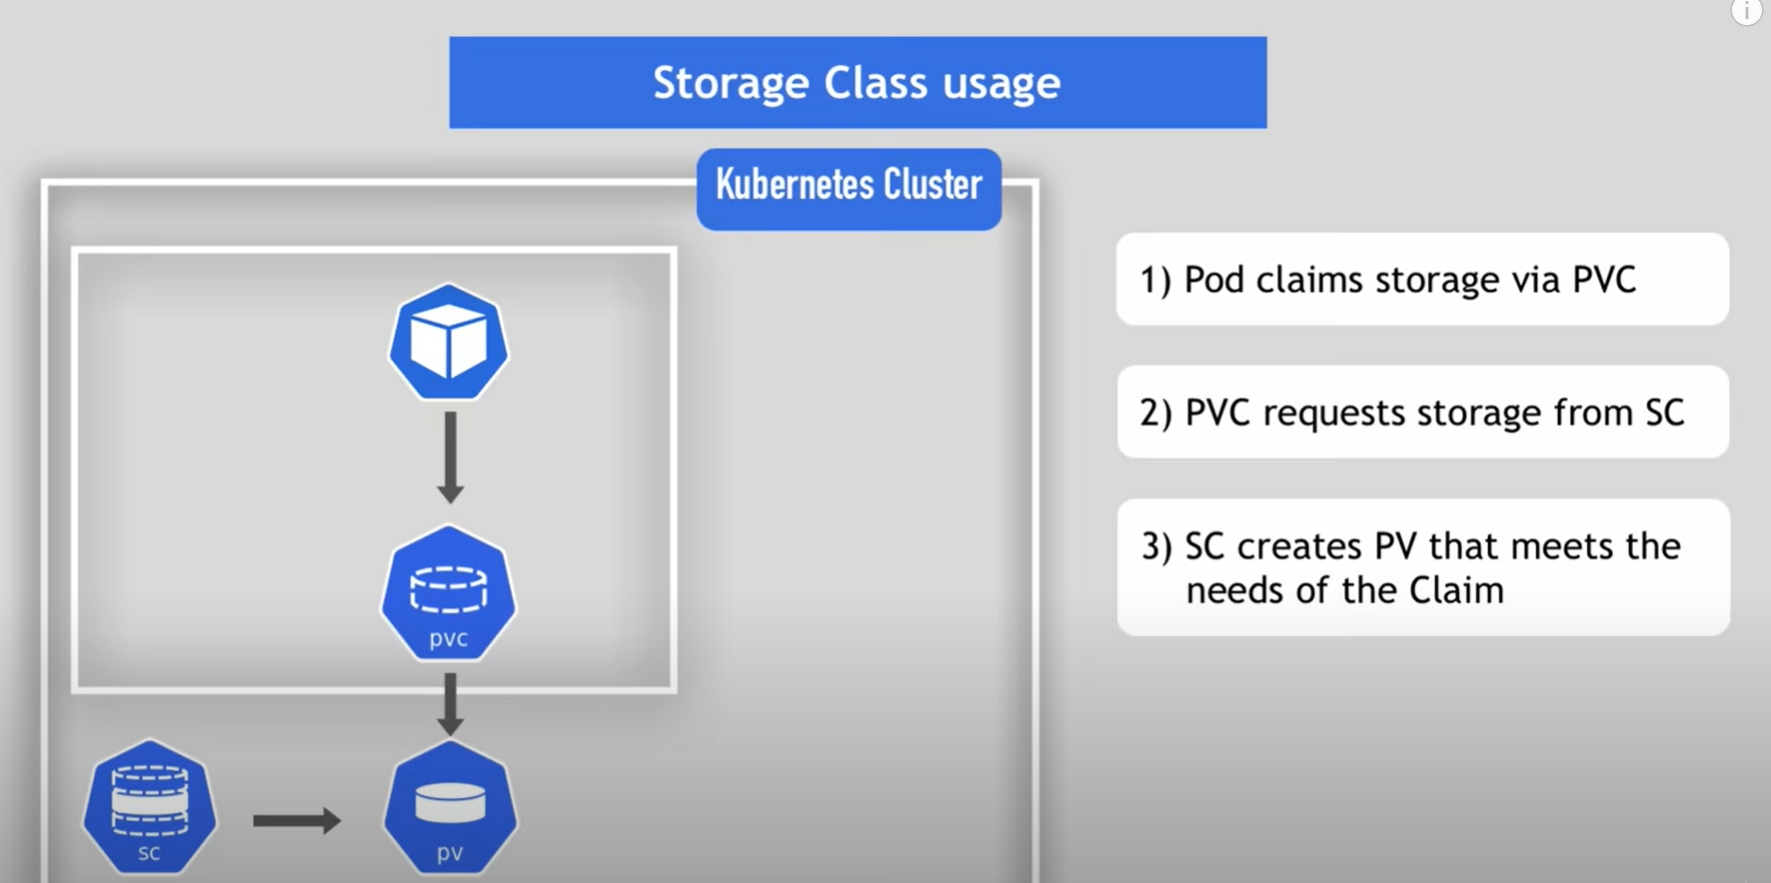 Storage Class usage
Kubernetes Cluster
1) Pod claims storage via PVC
2) PVC requests storage from SC
3) SC creates PV that meets the
needs of the Claim
pvc
sc
pv
i